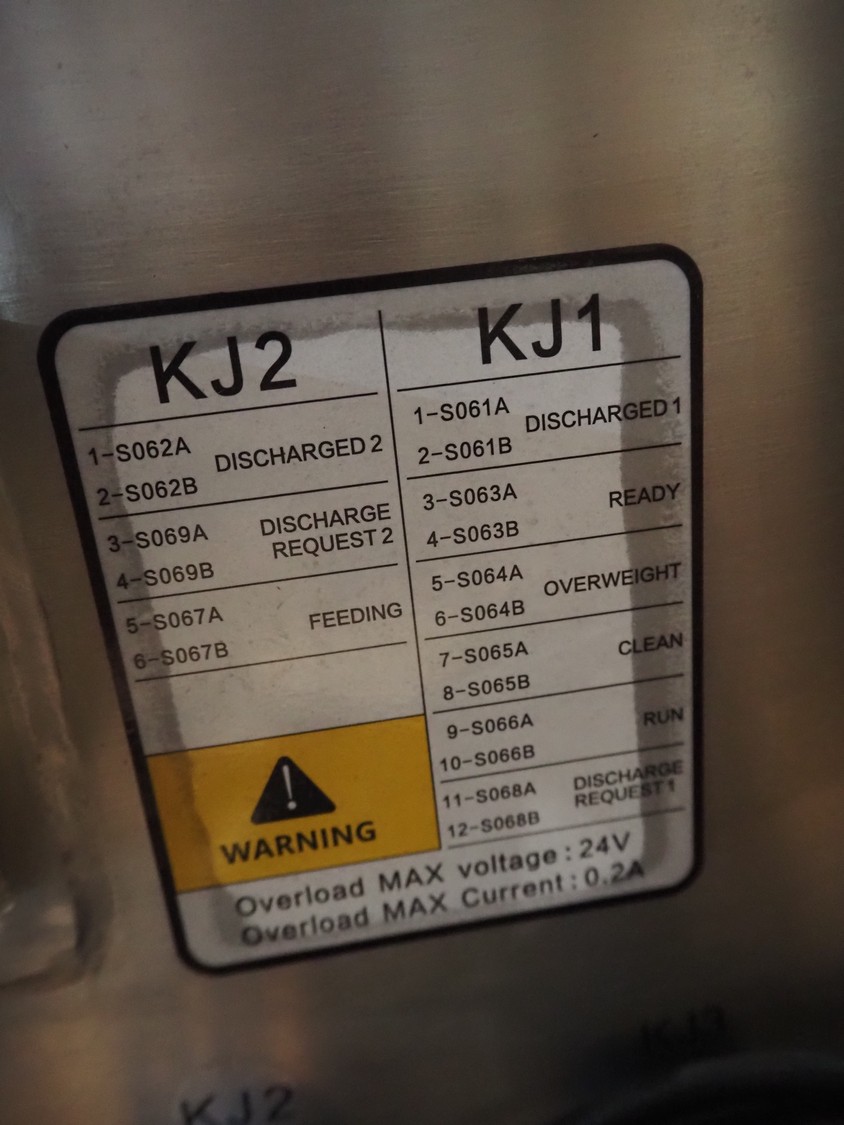 KJ2
1-S062A
2-S062B
DISCHARGED 2
3-S069A
4-S069B
DISCHARGE
REQUEST 2
5-S067A
6-S067B
FEEDING
WARNING
KJ1
1-S061A
2-S061B
DISCHARGED 1
3-S063A
4-S063B
READY
5-S064A
6-S064B
OVERWEIGHT
7-S065A
8-S065B
CLEAN
9-S066A
10-S066B
RUN
11-S068A
12-S068B
DISCHARGE
REQUEST 1
Overload MAX voltage : 24V
Overload MAX Current : 0.2A
KJ2